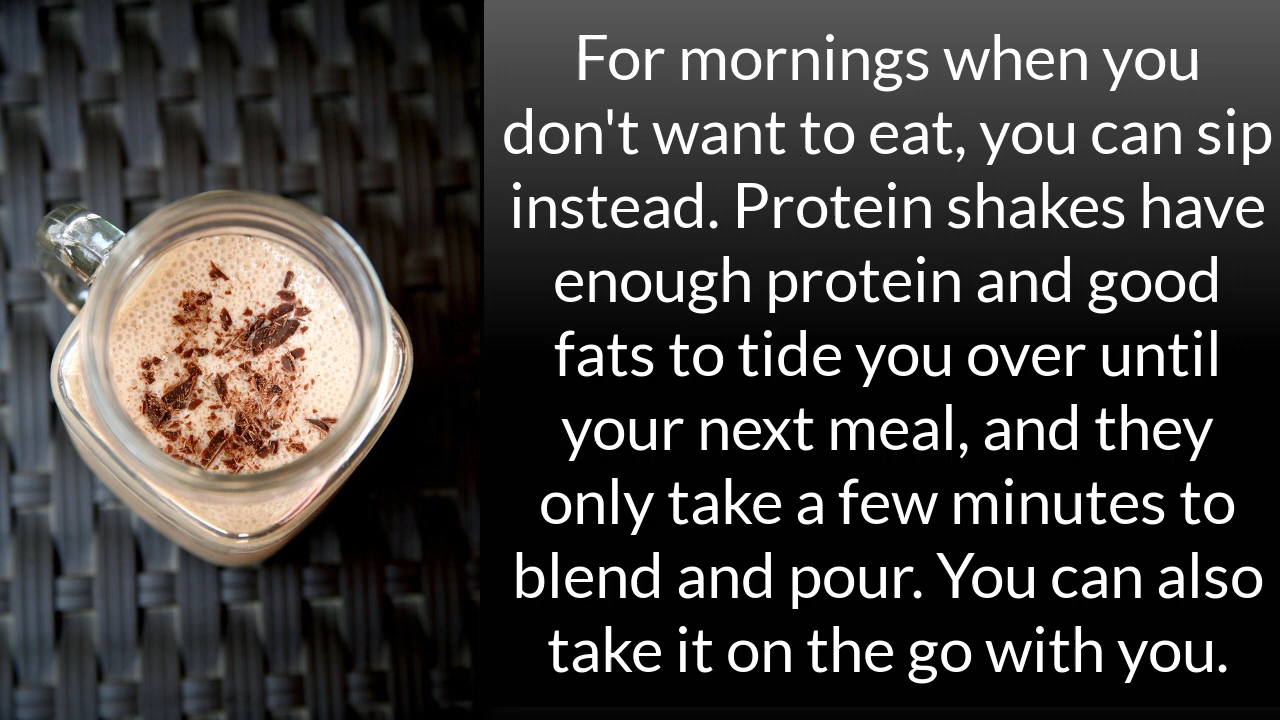 For mornings when you
don't want to eat, you can sip
instead. Protein shakes have
enough protein and good
fats to tide you over until
your next meal, and they
only take a few minutes to
blend and pour. You can also
take it on the go with you.